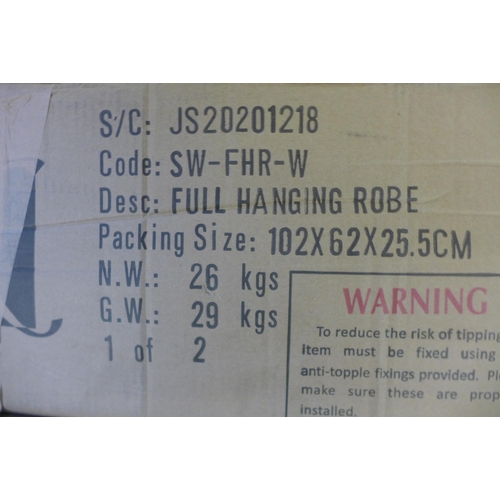 S/C: JS20201218
Code: SW-FHR-W
Desc: FULL HANGING ROBE
Packing Size: 102X62X25.5CM
N.W.: 26 kgs
G.W.: 29 kgs
1 of 2
WARNING
To reduce the risk of tipping
item must be fixed using
anti-topple fixings provided.
make sure these are
installed.